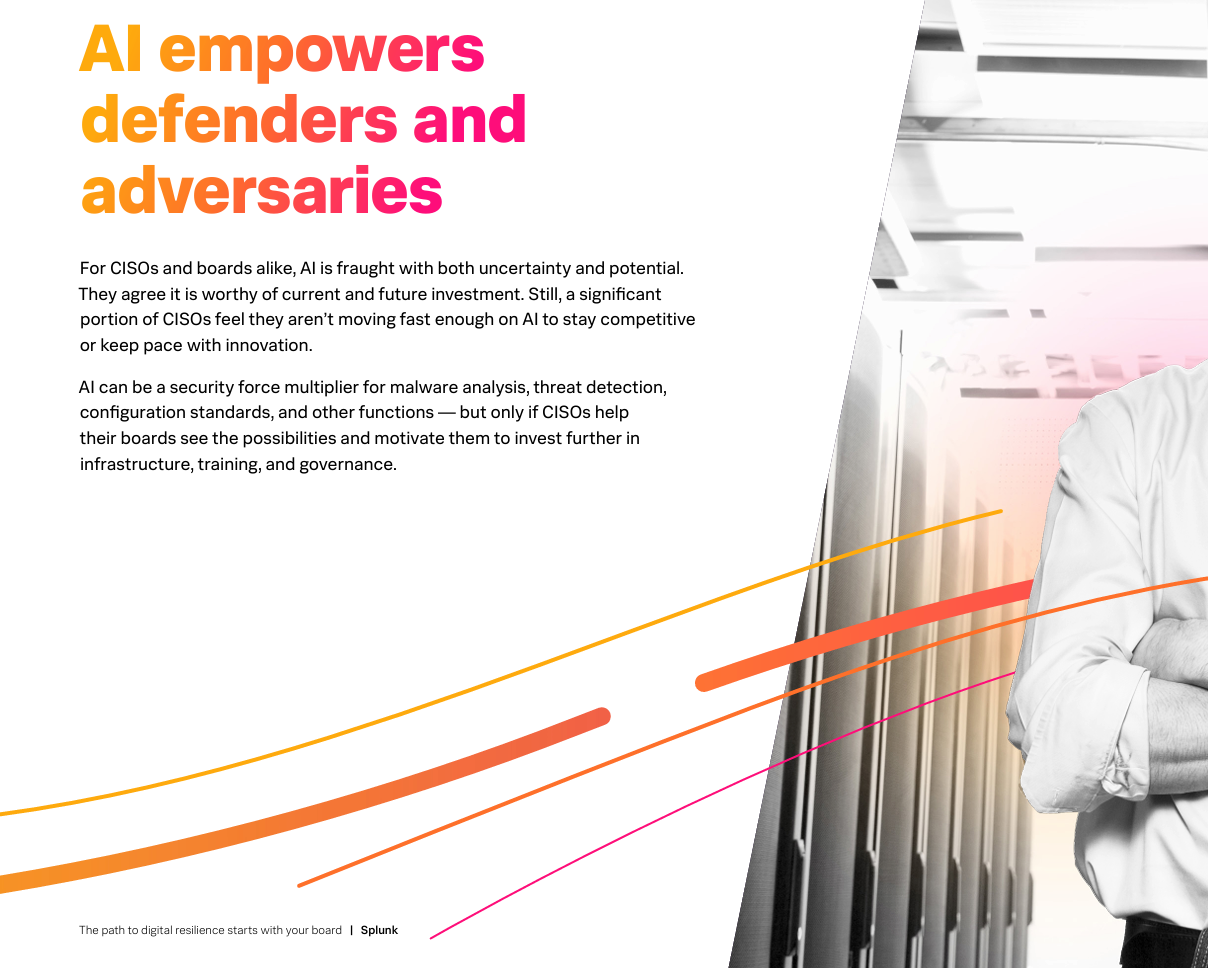 AI empowers
defenders and
adversaries
For CISOs and boards alike, AI is fraught with both uncertainty and potential.
They agree it is worthy of current and future investment. Still, a significant
portion of CISOs feel they aren’t moving fast enough on AI to stay competitive
or keep pace with innovation.
AI can be a security force multiplier for malware analysis, threat detection,
configuration standards, and other functions — but only if CISOs help
their boards see the possibilities and motivate them to invest further in
infrastructure, training, and governance.
The path to digital resilience starts with your board | Splunk